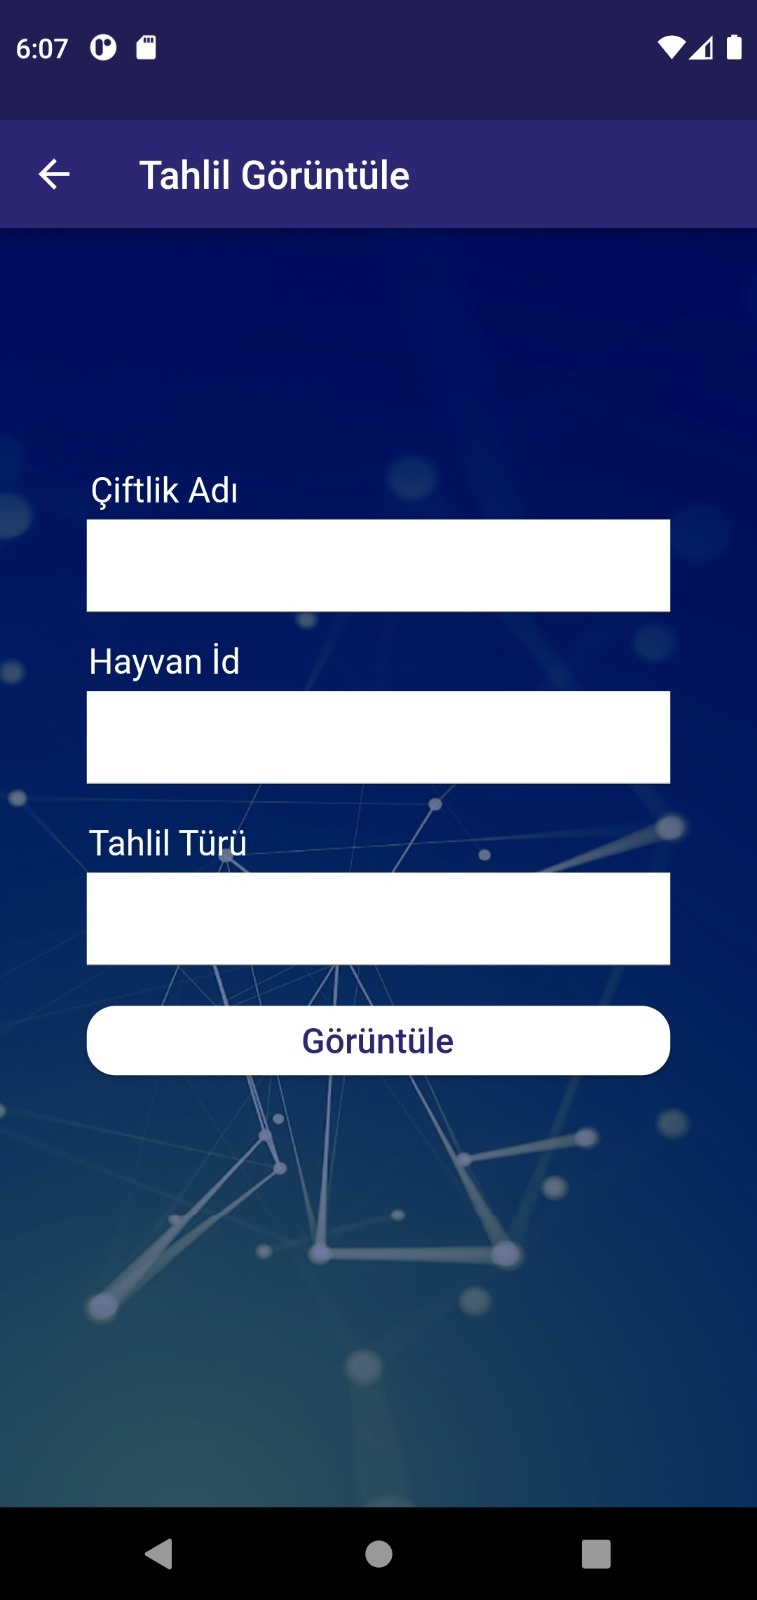 6:07
Tahlil Görüntüle
Çiftlik Adı
Hayvan İd
Tahlil Türü
Görüntüle